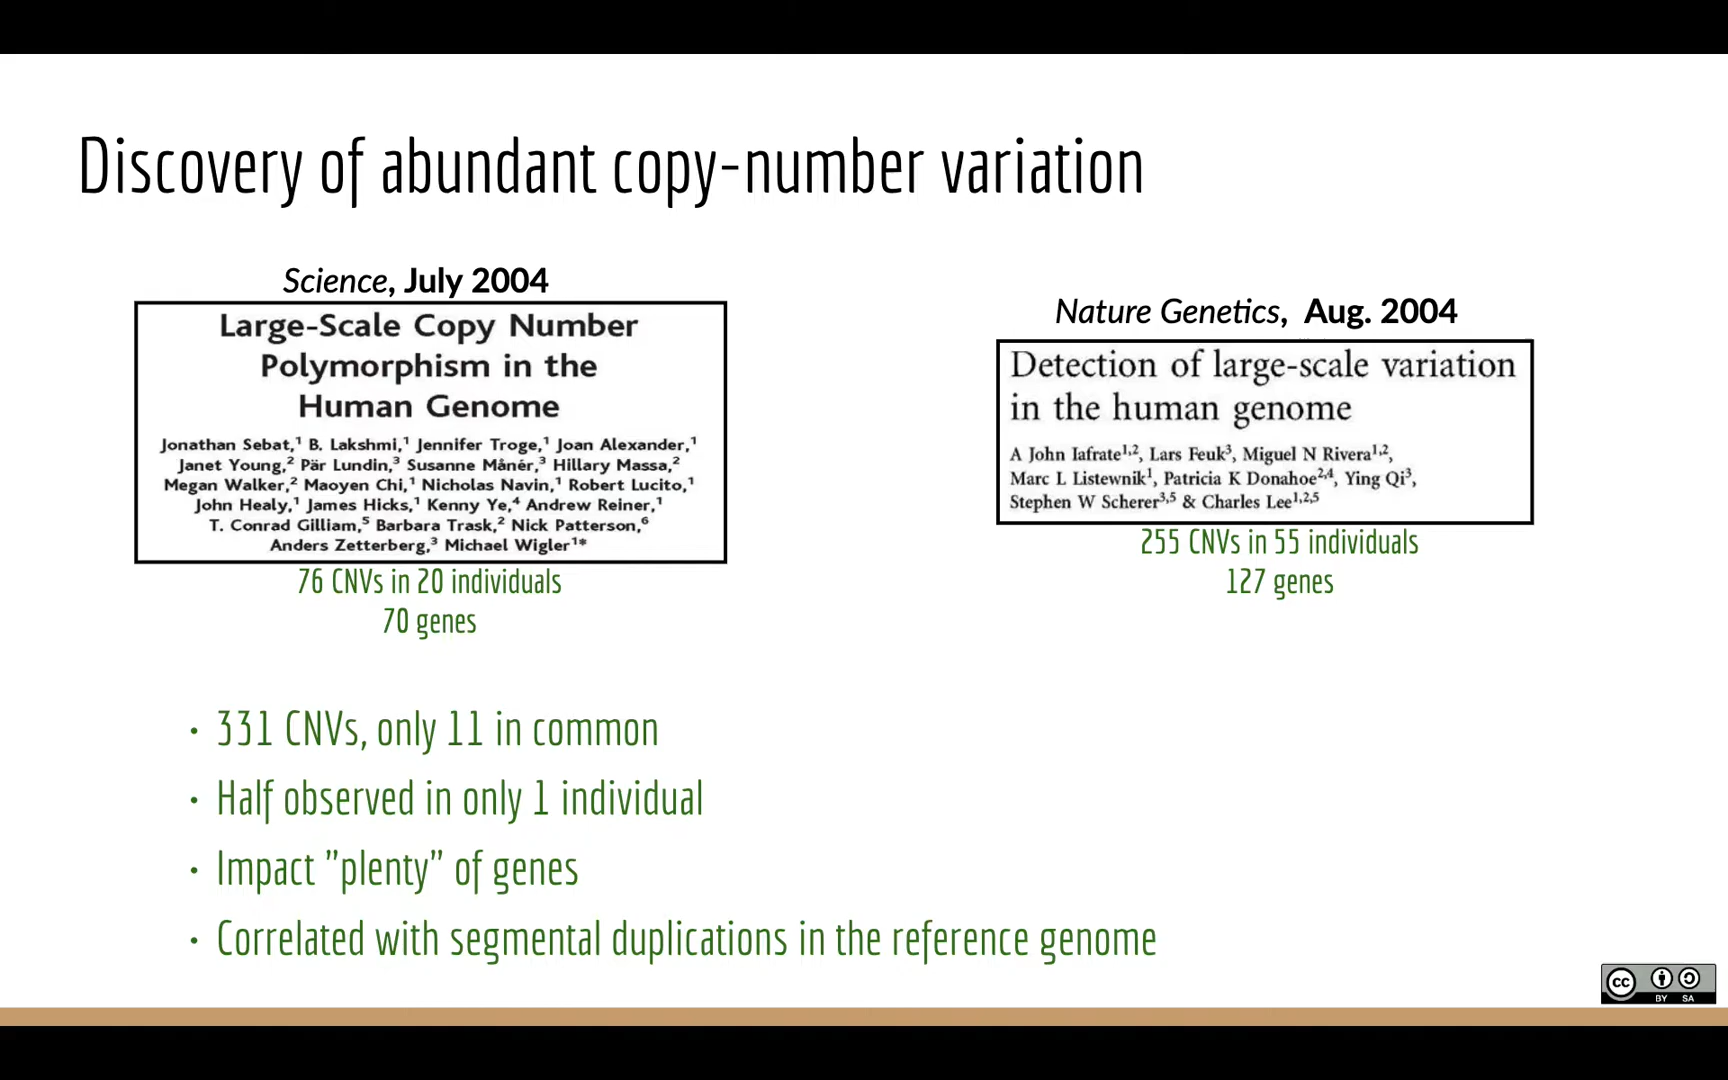 Discovery of abundant copy-number variation
Science, July 2004
Large-Scale Copy Number
Polymorphism in the
Human Genome
Jonathan Sebat,¹ B. Lakshmi,¹ Jennifer Troge,¹ Joan Alexander,¹
Janet Young,² Pär Lundin,³ Susanne Månér,³ Hillary Massa,²
Megan Walker,² Maoyen Chi,¹ Nicholas Navin,¹ Robert Lucito,¹
John Healy,¹ James Hicks,¹ Kenny Ye,⁴ Andrew Reiner,¹
T. Conrad Gilliam,⁵ Barbara Trask,² Nick Patterson,⁶
Anders Zetterberg,³ Michael Wigler¹*
76 CNVs in 20 individuals
70 genes
Nature Genetics, Aug. 2004
Detection of large-scale variation
in the human genome
A John Iafrate¹,², Lars Feuk³, Miguel N Rivera¹,²,
Marc L Listewnik¹, Patricia K Donahoe²,⁴, Ying Qi³,
Stephen W Scherer³,⁵ & Charles Lee¹,²,⁵
255 CNVs in 55 individuals
127 genes
• 331 CNVs, only 11 in common
• Half observed in only 1 individual
• Impact ”plenty” of genes
• Correlated with segmental duplications in the reference genome
cc
BY SA